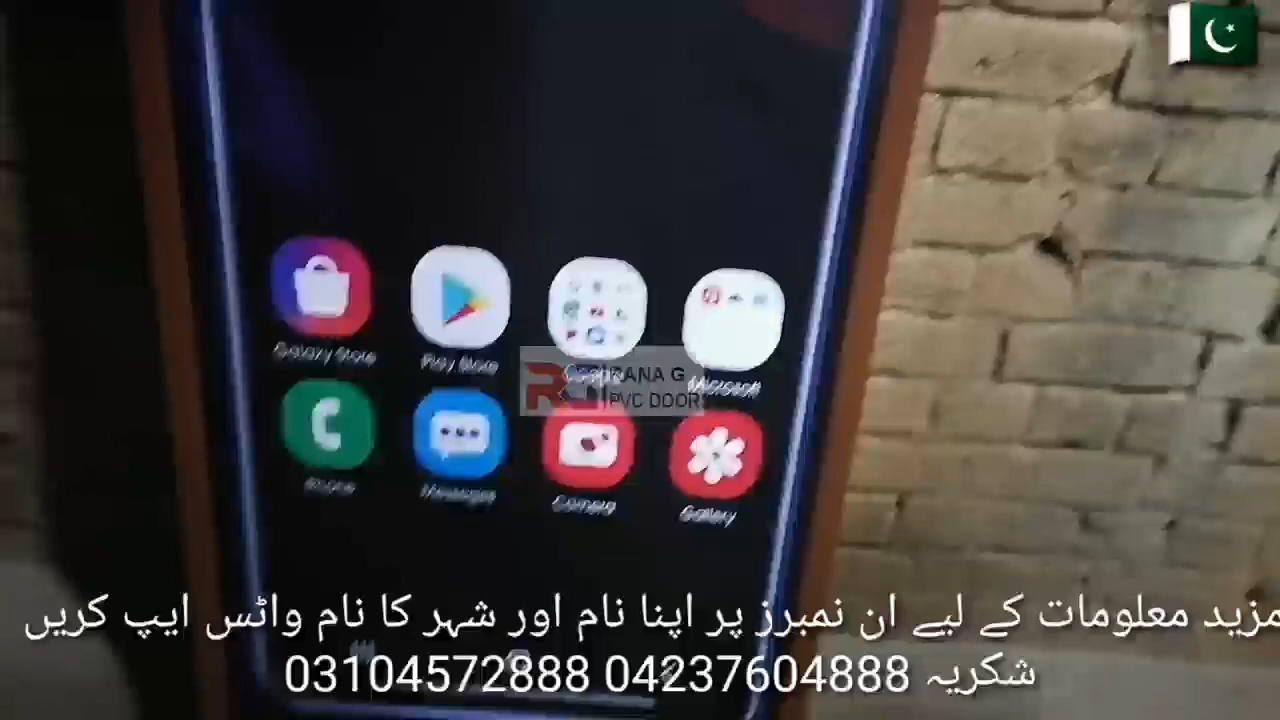 Galaxy Store
Play Store
Google
Microsoft
RANA G
PVC DOOR
Phone
Messages
Camera
Gallery
مزید معلومات کے لیے ان نمبرز پر اپنا نام اور شہر کا نام واٹس ایپ کریں
شکریہ 04237604888 03104572888